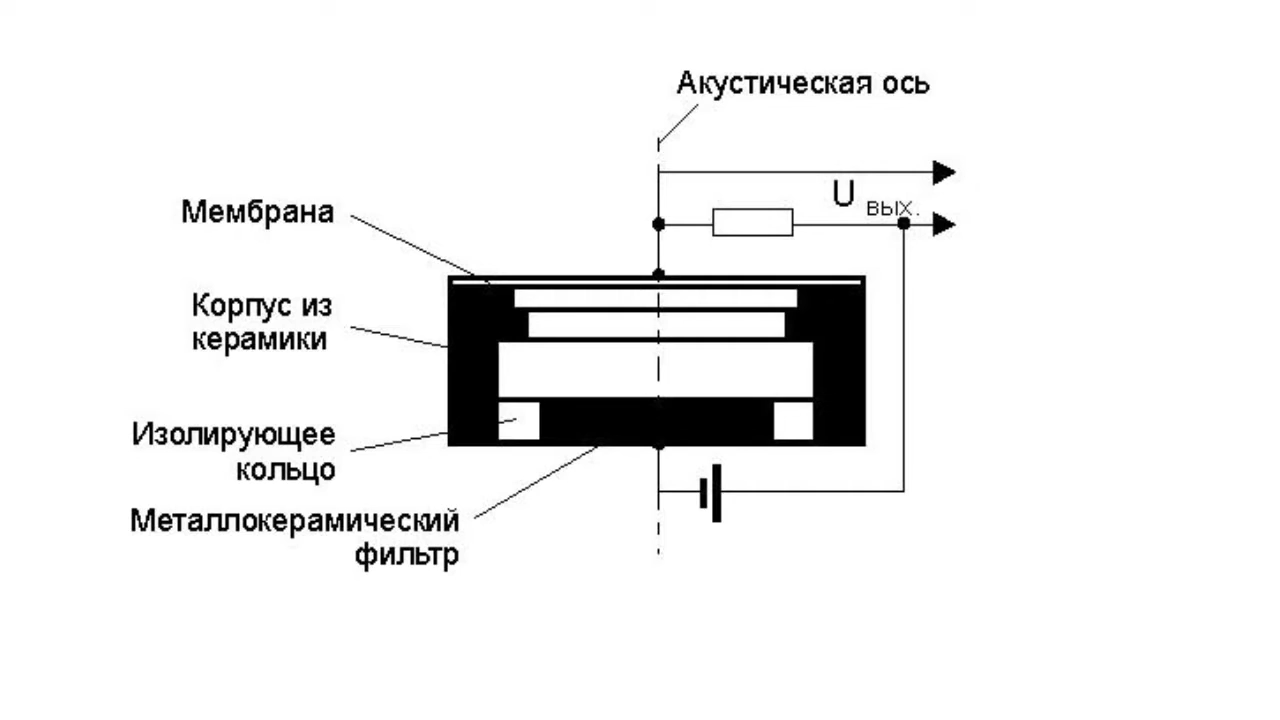 Акустическая ось
U вых.
Мембрана
Корпус из
керамики
Изолирующее
кольцо
Металлокерамический
фильтр